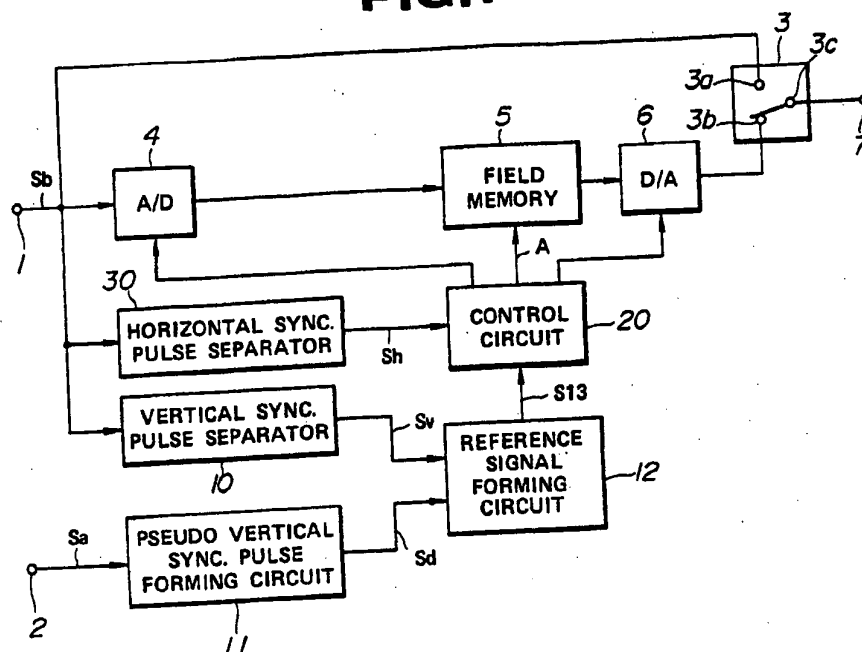 3
3c
3a
3b
4
5
6
Sb
A/D
FIELD
MEMORY
D/A
1
A
30
HORIZONTAL SYNC.
PULSE SEPARATOR
Sh
CONTROL
CIRCUIT
20
S13
VERTICAL SYNC.
PULSE SEPARATOR
Sv
10
REFERENCE
SIGNAL
FORMING
CIRCUIT
12
Sa
PSEUDO VERTICAL
SYNC. PULSE
FORMING CIRCUIT
Sd
2
11